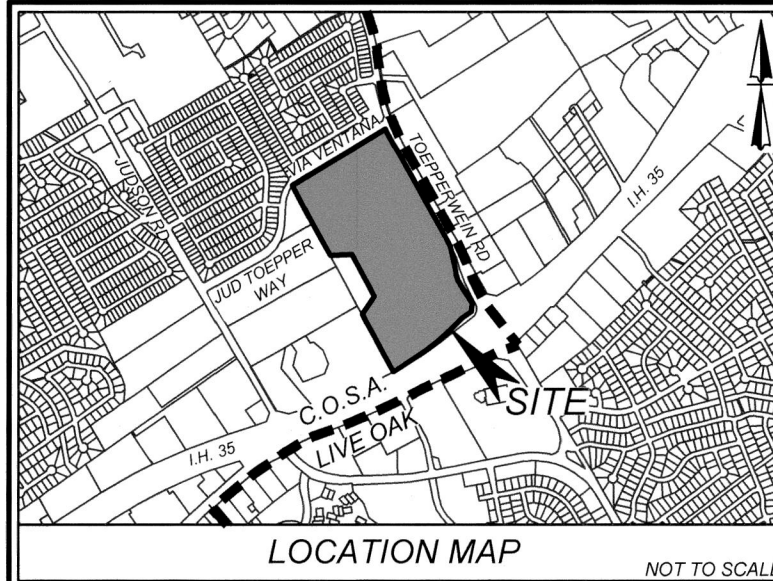 VIA VENTANA
TOEPPERWEIN RD
JUDSON RD
I.H. 35
JUD TOEPPER
WAY
C.O.S.A.
SITE
LIVE OAK
I.H. 35
LOCATION MAP
NOT TO SCALE